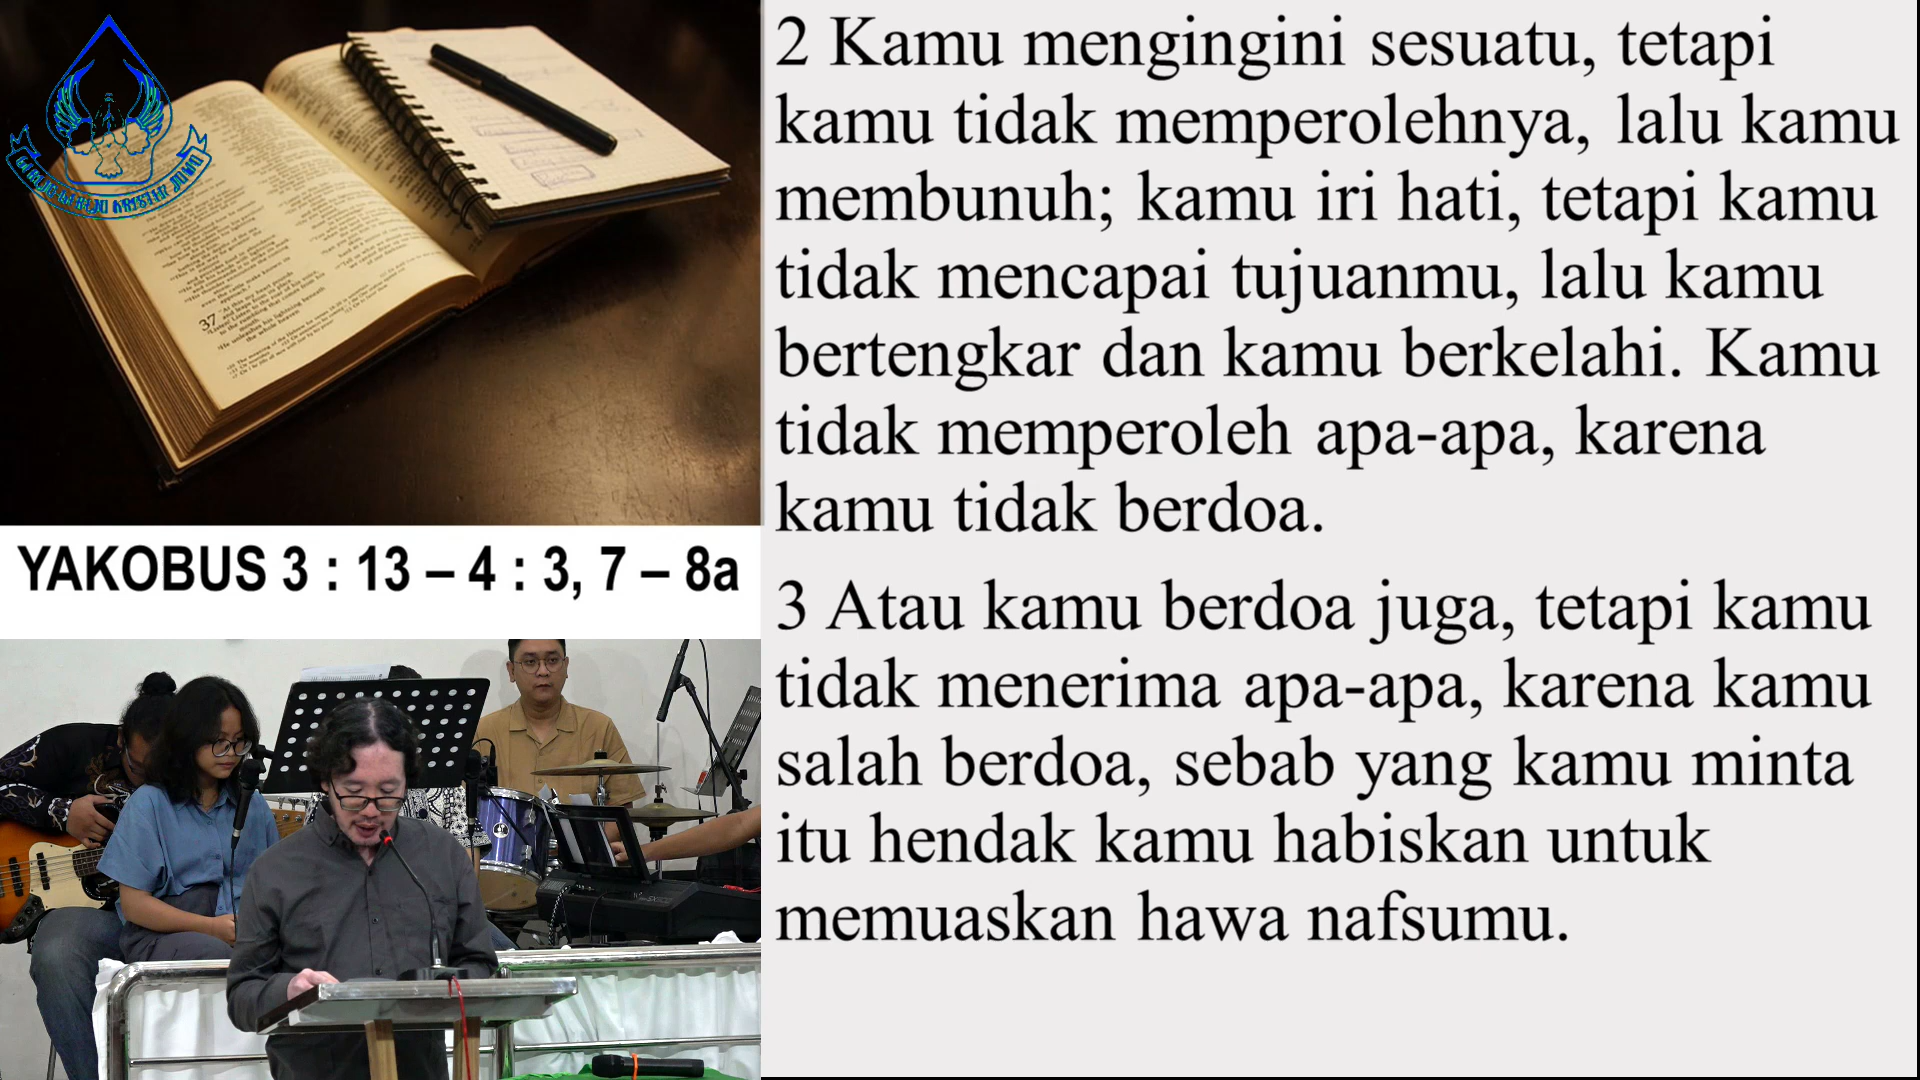 2 Kamu mengingini sesuatu, tetapi
kamu tidak memperolehnya, lalu kamu
membunuh; kamu iri hati, tetapi kamu
tidak mencapai tujuanmu, lalu kamu
bertengkar dan kamu berkelahi. Kamu
tidak memperoleh apa-apa, karena
kamu tidak berdoa.
3 Atau kamu berdoa juga, tetapi kamu
tidak menerima apa-apa, karena kamu
salah berdoa, sebab yang kamu minta
itu hendak kamu habiskan untuk
memuaskan hawa nafsumu.
YAKOBUS 3 : 13 – 4 : 3, 7 – 8a
37